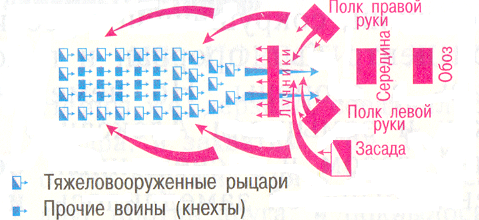 Полк правой
руки
Лучники
Середина
Обоз
Полк левой
руки
Засада
Тяжеловооруженные рыцари
Прочие воины (кнехты)